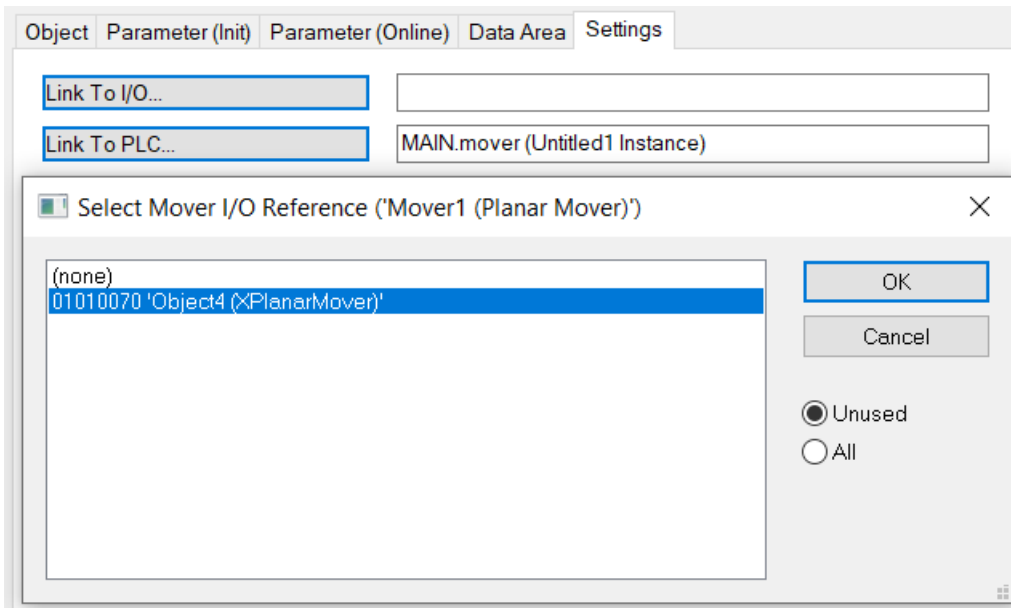 Object Parameter (Init) Parameter (Online) Data Area Settings
Link To I/O...
Link To PLC... MAIN.mover (Untitled1 Instance)
Select Mover I/O Reference ('Mover1 (Planar Mover)')
(none)
01010070 'Object4 (XPlanarMover)'
OK
Cancel
Unused
All